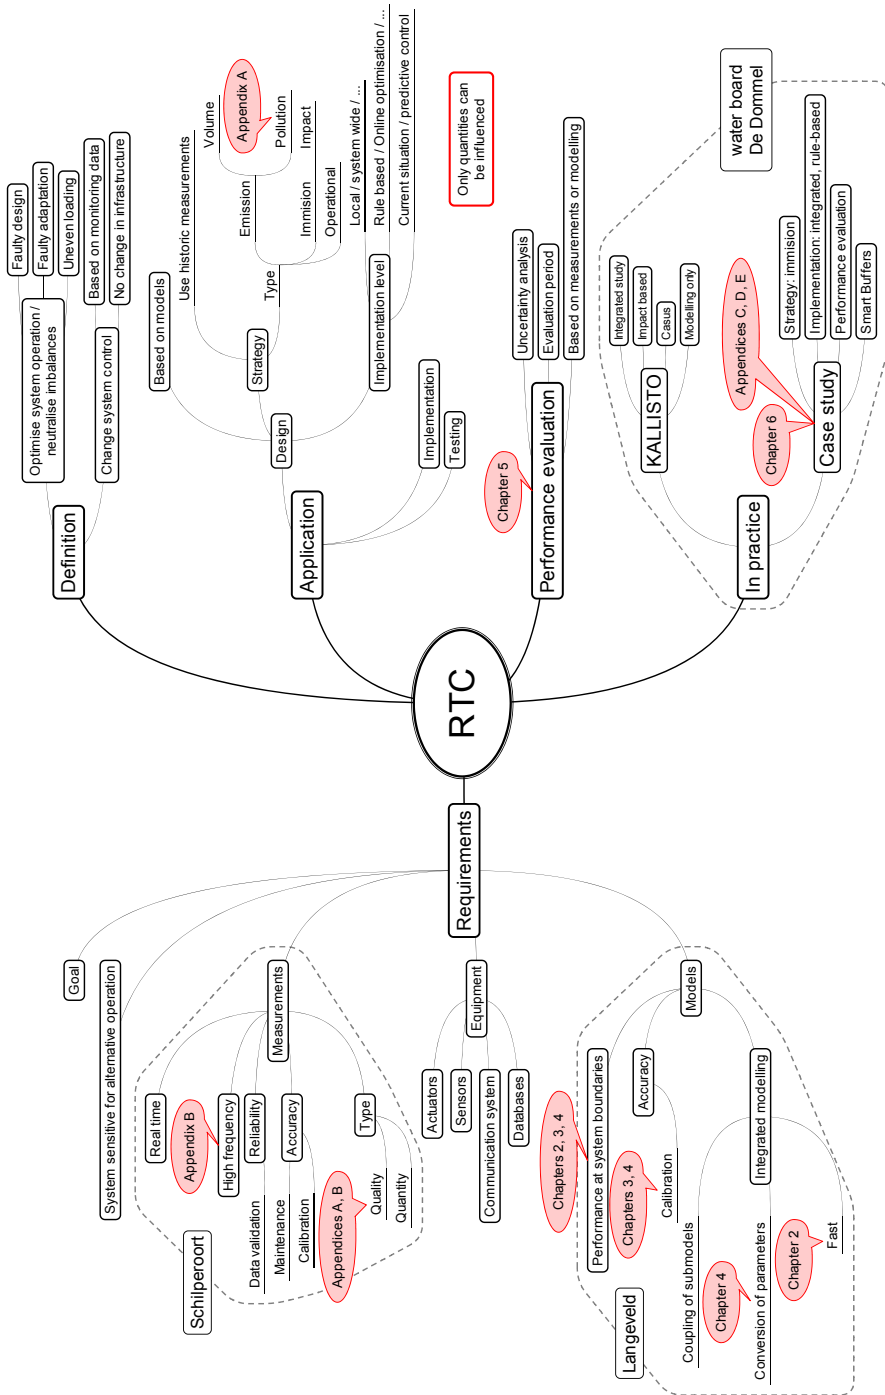 RTC
Definition
Optimise system operation /
neutralise imbalances
Faulty design
Faulty adaptation
Uneven loading
Change system control
Based on monitoring data
No change in infrastructure
Application
Design
Based on models
Strategy
Use historic measurements
Type
Emission
Volume
Pollution
Appendix A
Immision
Impact
Operational
Implementation level
Local / system wide / ...
Rule based / Online optimisation / ...
Current situation / predictive control
Implementation
Testing
Only quantities can
be influenced
Performance evaluation
Chapter 5
Uncertainty analysis
Evaluation period
Based on measurements or modelling
In practice
KALLISTO
Integrated study
Impact based
Casus
Modelling only
Case study
Chapter 6
Appendices C, D, E
Strategy: immision
Implementation: integrated, rule-based
Performance evaluation
Smart Buffers
water board
De Dommel
Requirements
Goal
System sensitive for alternative operation
Measurements
Real time
Appendix B
High frequency
Reliability
Accuracy
Data validation
Maintenance
Calibration
Type
Appendices A, B
Quality
Quantity
Schilperoort
Equipment
Actuators
Sensors
Communication system
Databases
Models
Performance at system boundaries
Chapters 2, 3, 4
Accuracy
Chapters 3, 4
Calibration
Integrated modelling
Coupling of submodels
Chapter 4
Conversion of parameters
Chapter 2
Fast
Langeveld